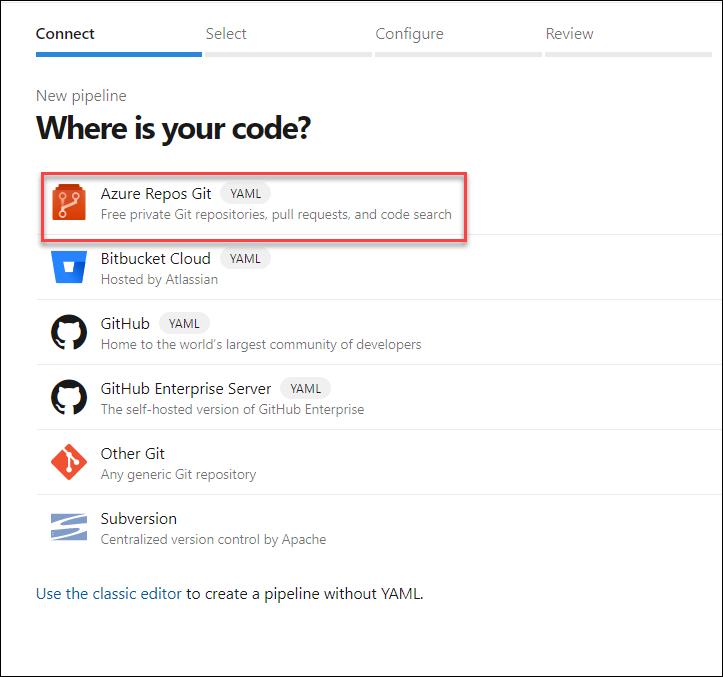 Connect Select Configure Review
New pipeline
Where is your code?
Azure Repos Git YAML
Free private Git repositories, pull requests, and code search
Bitbucket Cloud YAML
Hosted by Atlassian
GitHub YAML
Home to the world's largest community of developers
GitHub Enterprise Server YAML
The self-hosted version of GitHub Enterprise
Other Git
Any generic Git repository
Subversion
Centralized version control by Apache
Use the classic editor to create a pipeline without YAML.